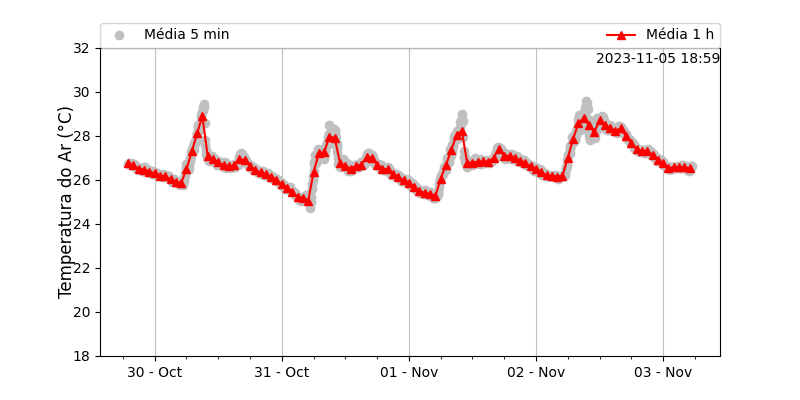 Média 5 min
Média 1 h
2023-11-05 18:59
Temperatura do Ar (°C)
32
30
28
26
24
22
20
18
30 - Oct
31 - Oct
01 - Nov
02 - Nov
03 - Nov